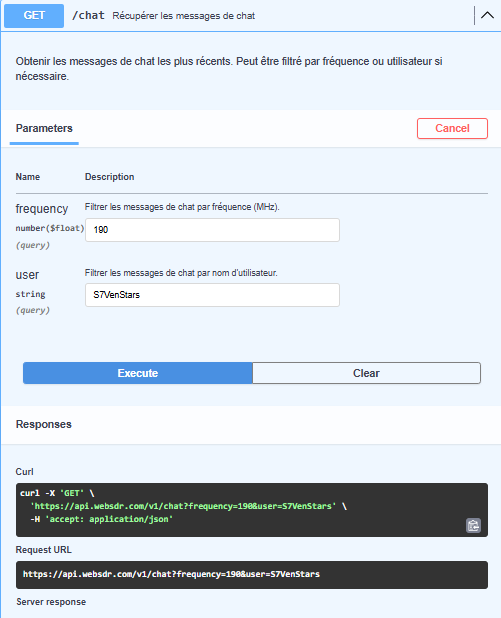 GET /chat Récupérer les messages de chat
Obtenir les messages de chat les plus récents. Peut être filtré par fréquence ou utilisateur si
nécessaire.
Parameters Cancel
Name Description
frequency Filtrer les messages de chat par fréquence (MHz).
number($float) 190
(query)
user Filtrer les messages de chat par nom d'utilisateur.
string S7VenStars
(query)
Execute Clear
Responses
Curl
curl -X 'GET' \
'https://api.websdr.com/v1/chat?frequency=190&user=S7VenStars' \
-H 'accept: application/json'
Request URL
https://api.websdr.com/v1/chat?frequency=190&user=S7VenStars
Server response